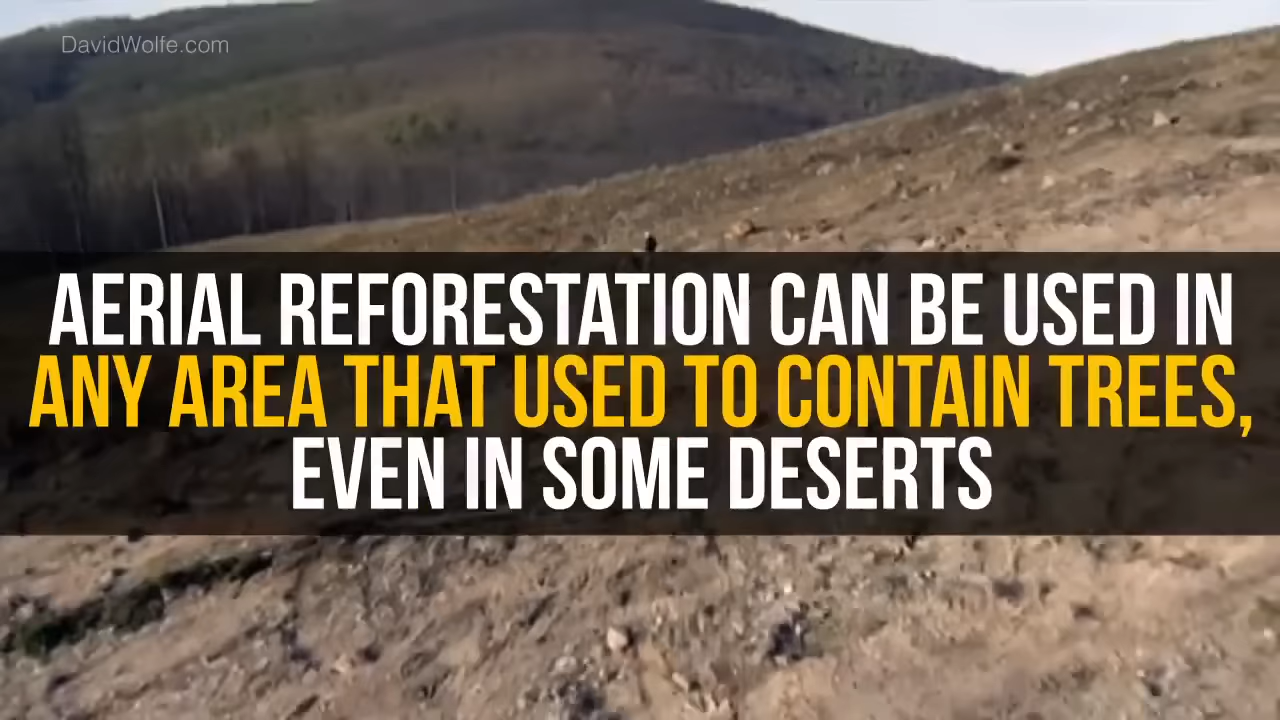 DavidWolfe.com
AERIAL REFORESTATION CAN BE USED IN
ANY AREA THAT USED TO CONTAIN TREES,
EVEN IN SOME DESERTS